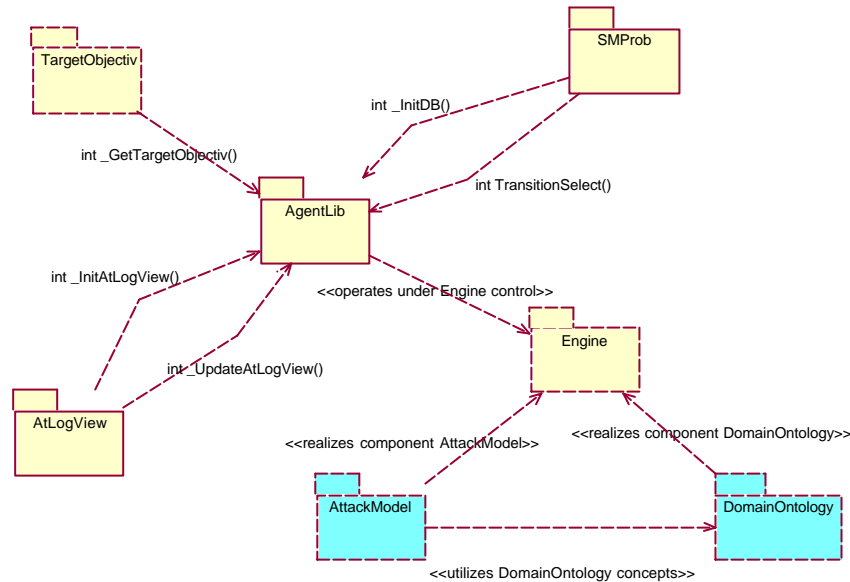 SMProb
TargetObjectiv
int _InitDB()
int _GetTargetObjectiv()
int TransitionSelect()
AgentLib
int _InitAtLogView()
<<operates under Engine control>>
Engine
int _UpdateAtLogView()
AtLogView
<<realizes component AttackModel>>
<<realizes component DomainOntology>>
AttackModel
DomainOntology
<<utilizes DomainOntology concepts>>